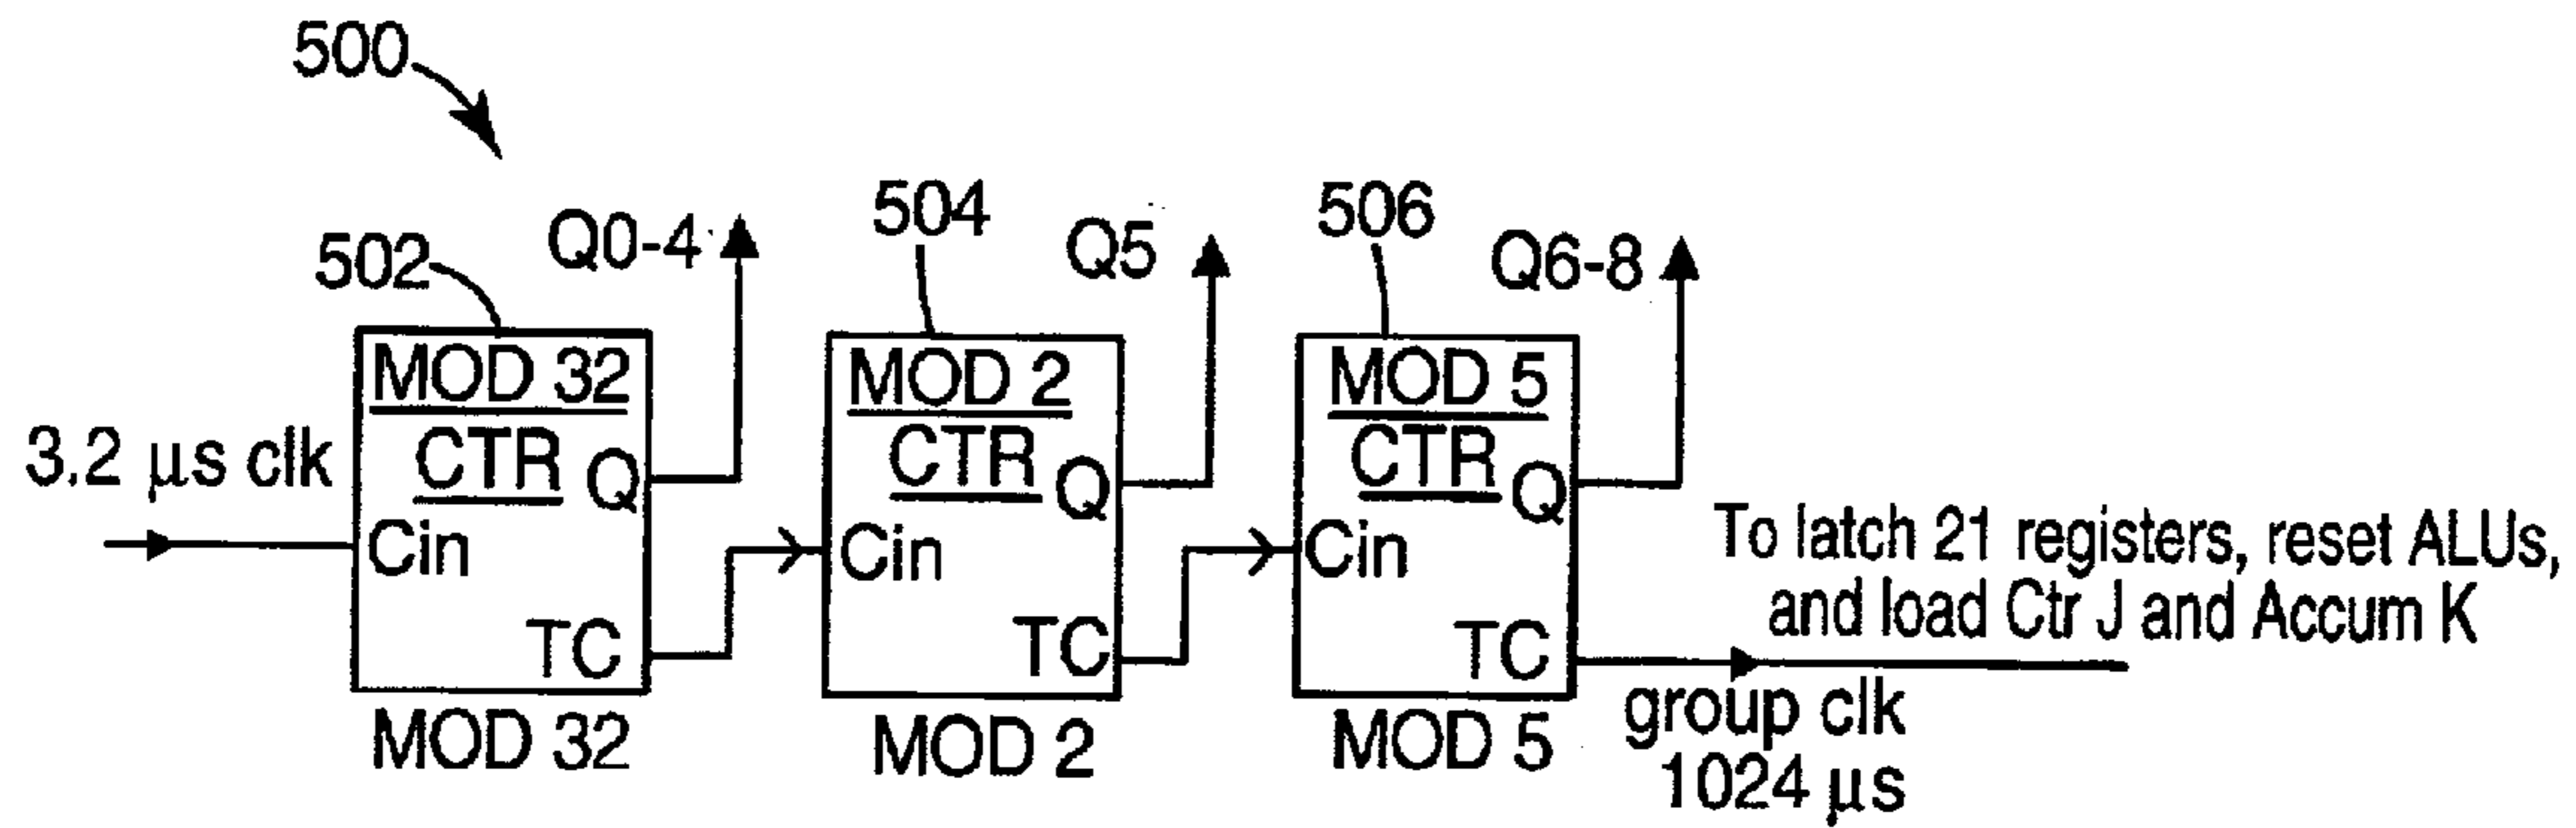 500
502
Q0-4
504
Q5
506
Q6-8
3.2 μs clk
MOD 32
CTR
Q
Cin
TC
MOD 32
MOD 2
CTR
Q
Cin
TC
MOD 2
MOD 5
CTR
Q
Cin
TC
MOD 5
To latch 21 registers, reset ALUs,
and load Ctr J and Accum K
group clk
1024 μs